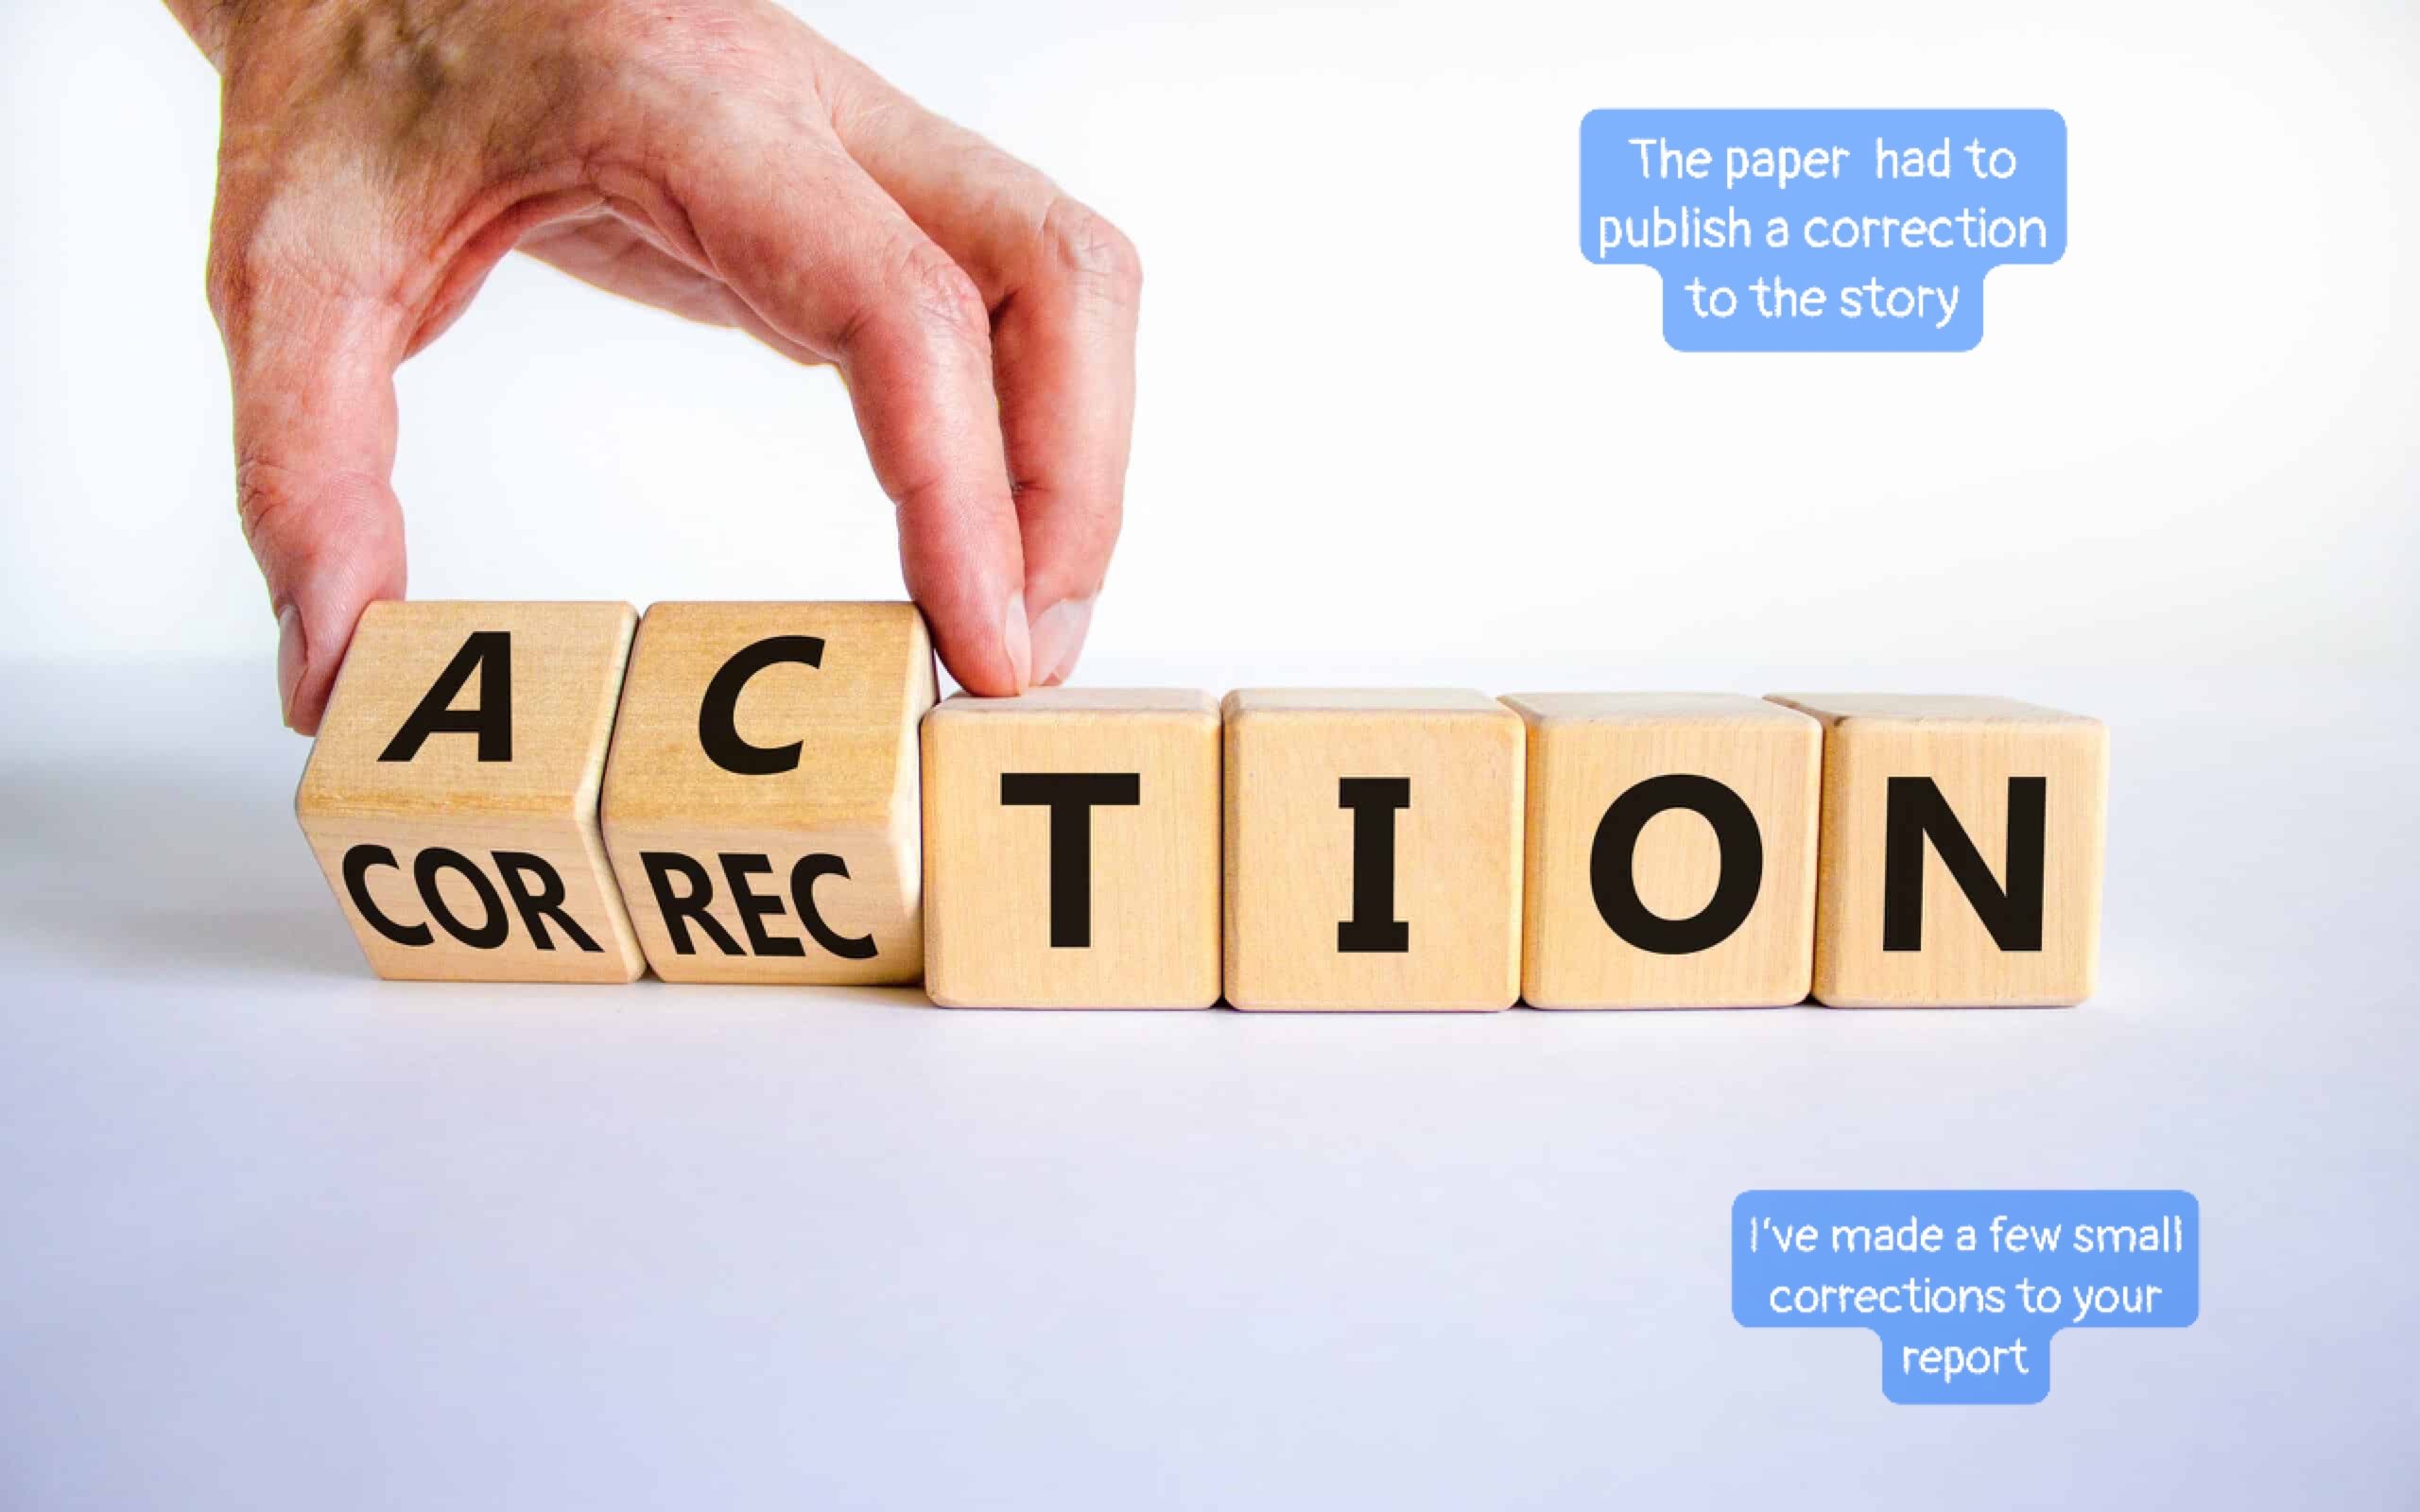 The paper had to
publish a correction
to the story
A C
COR REC T I O N
I've made a few small
corrections to your
report